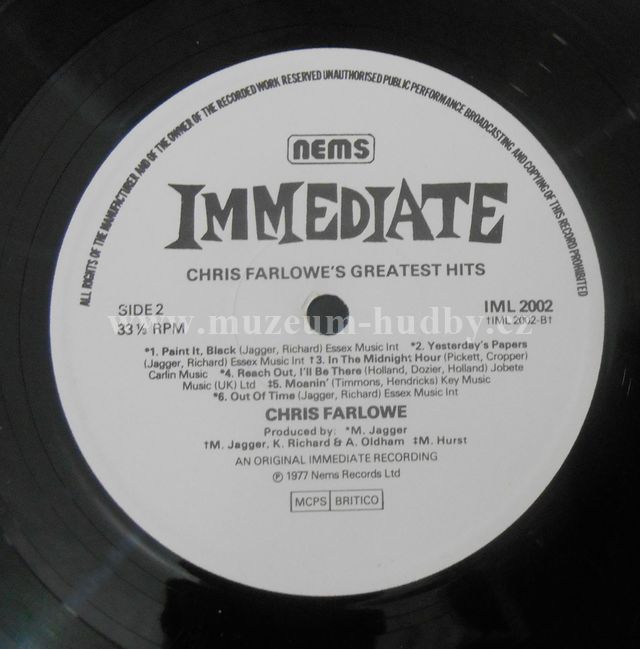 ALL RIGHTS OF THE MANUFACTURER AND OF THE OWNER OF THE RECORDED WORK RESERVED UNAUTHORISED PUBLIC PERFORMANCE BROADCASTING AND COPYING OF THIS RECORD PROHIBITED
nems
IMMEDIATE
CHRIS FARLOWE'S GREATEST HITS
SIDE 2
33 ⅓ RPM
IML 2002
†IML 2002-B†
www.muzeum-hudby.cz
*1. Paint It, Black (Jagger, Richard) Essex Music Int *2. Yesterday's Papers
(Jagger, Richard) Essex Music Int †3. In The Midnight Hour (Pickett, Cropper)
Carlin Music *4. Reach Out, I'll Be There (Holland, Dozier, Holland) Jobete
Music (UK) Ltd ‡5. Moanin' (Timmons, Hendricks) Key Music
*6. Out Of Time (Jagger, Richard) Essex Music Int
CHRIS FARLOWE
Produced by: *M. Jagger
†M. Jagger, K. Richard & A. Oldham ‡M. Hurst
AN ORIGINAL IMMEDIATE RECORDING
℗ 1977 Nems Records Ltd
MCPS BRITICO